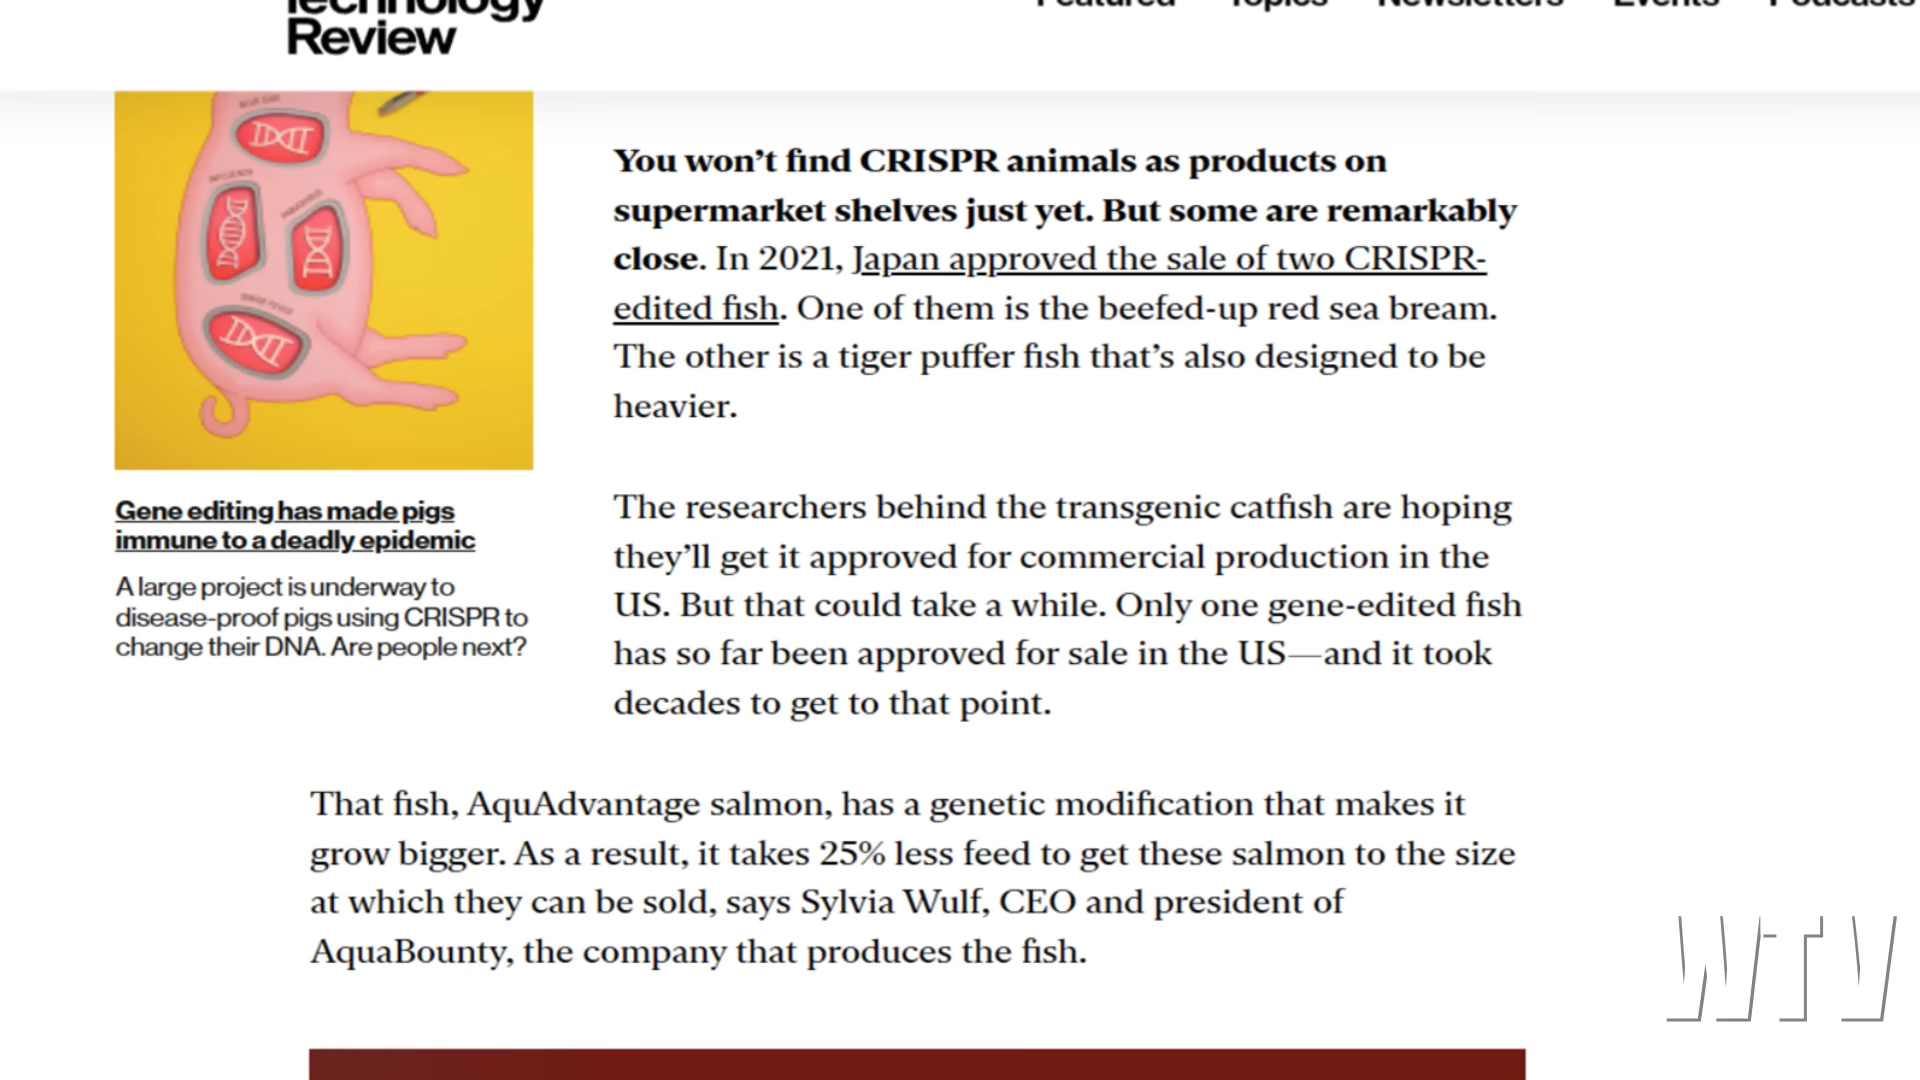 Technology
Review
Featured Topics Newsletters Events Podcasts
You won’t find CRISPR animals as products on
supermarket shelves just yet. But some are remarkably
close. In 2021, Japan approved the sale of two CRISPR-
edited fish. One of them is the beefed-up red sea bream.
The other is a tiger puffer fish that’s also designed to be
heavier.
Gene editing has made pigs
immune to a deadly epidemic
A large project is underway to
disease-proof pigs using CRISPR to
change their DNA. Are people next?
The researchers behind the transgenic catfish are hoping
they’ll get it approved for commercial production in the
US. But that could take a while. Only one gene-edited fish
has so far been approved for sale in the US—and it took
decades to get to that point.
That fish, AquAdvantage salmon, has a genetic modification that makes it
grow bigger. As a result, it takes 25% less feed to get these salmon to the size
at which they can be sold, says Sylvia Wulf, CEO and president of
AquaBounty, the company that produces the fish.
WTV